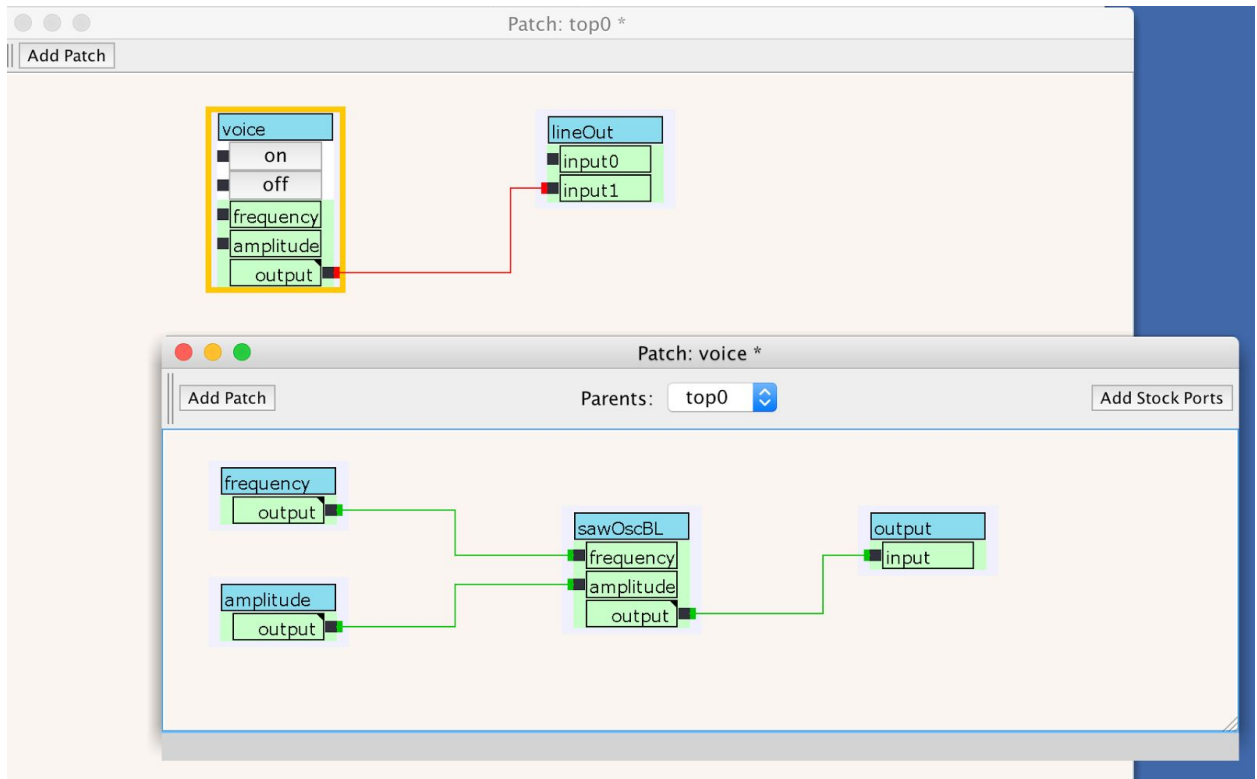 Patch: top0 *
Add Patch
voice
on
off
frequency
amplitude
output
lineOut
input0
input1
Patch: voice *
Add Patch
Parents:
top0
Add Stock Ports
frequency
output
amplitude
output
sawOscBL
frequency
amplitude
output
output
input